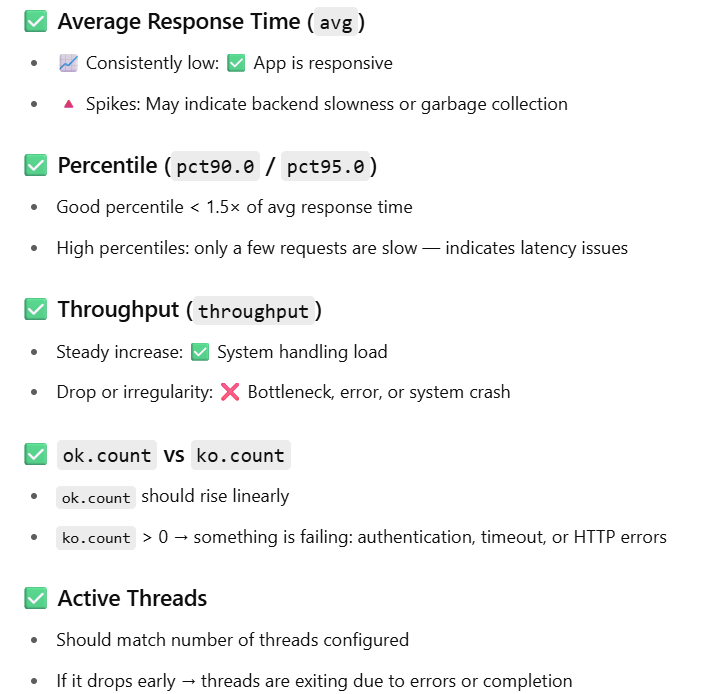 ✅ Average Response Time (avg)
📈 Consistently low: ✅ App is responsive
🔺 Spikes: May indicate backend slowness or garbage collection
✅ Percentile (pct90.0 / pct95.0)
Good percentile < 1.5× of avg response time
High percentiles: only a few requests are slow — indicates latency issues
✅ Throughput (throughput)
Steady increase: ✅ System handling load
Drop or irregularity: ❌ Bottleneck, error, or system crash
✅ ok.count vs ko.count
ok.count should rise linearly
ko.count > 0 → something is failing: authentication, timeout, or HTTP errors
✅ Active Threads
Should match number of threads configured
If it drops early → threads are exiting due to errors or completion